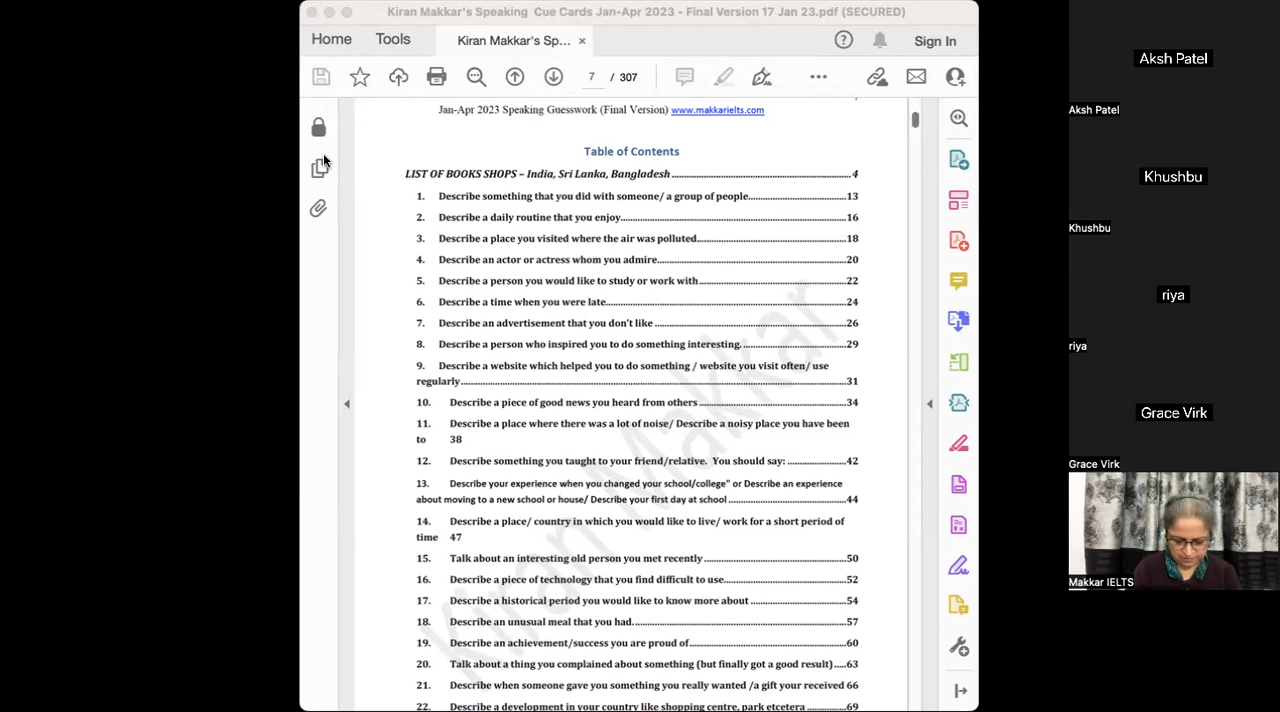 Kiran Makkar's Speaking Cue Cards Jan-Apr 2023 - Final Version 17 Jan 23.pdf (SECURED)
Home Tools Kiran Makkar's Sp... × Sign In
7 / 307
Jan-Apr 2023 Speaking Guesswork (Final Version) www.makkarielts.com
Table of Contents
LIST OF BOOKS SHOPS – India, Sri Lanka, Bangladesh 4
1. Describe something that you did with someone/ a group of people 13
2. Describe a daily routine that you enjoy 16
3. Describe a place you visited where the air was polluted 18
4. Describe an actor or actress whom you admire 20
5. Describe a person you would like to study or work with 22
6. Describe a time when you were late 24
7. Describe an advertisement that you don't like 26
8. Describe a person who inspired you to do something interesting. 29
9. Describe a website which helped you to do something / website you visit often/ use
regularly 31
10. Describe a piece of good news you heard from others 34
11. Describe a place where there was a lot of noise/ Describe a noisy place you have been
to 38
12. Describe something you taught to your friend/relative. You should say: 42
13. Describe your experience when you changed your school/college" or Describe an experience
about moving to a new school or house/ Describe your first day at school 44
14. Describe a place/ country in which you would like to live/ work for a short period of
time 47
15. Talk about an interesting old person you met recently 50
16. Describe a piece of technology that you find difficult to use 52
17. Describe a historical period you would like to know more about 54
18. Describe an unusual meal that you had. 57
19. Describe an achievement/success you are proud of 60
20. Talk about a thing you complained about something (but finally got a good result) 63
21. Describe when someone gave you something you really wanted /a gift your received 66
22. Describe a development in your country like shopping centre, park etcetera 69
Kiran Makkar
Aksh Patel
Aksh Patel
Khushbu
Khushbu
riya
riya
Grace Virk
Grace Virk
Makkar IELTS